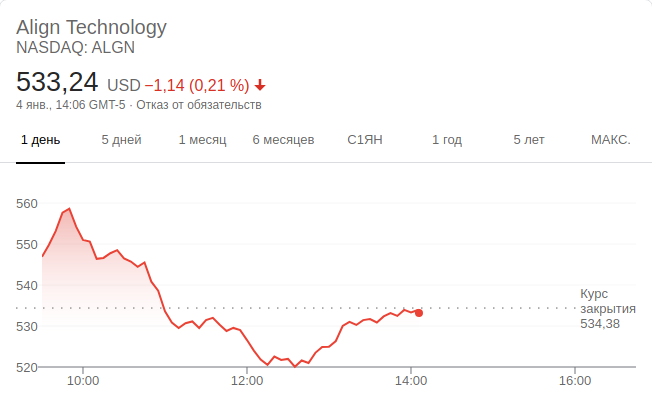 Align Technology
NASDAQ: ALGN
533,24 USD −1,14 (0,21 %)
4 янв., 14:06 GMT-5 · Отказ от обязательств
1 день 5 дней 1 месяц 6 месяцев С1ЯН 1 год 5 лет МАКС.
560
550
540
530
520
Курс
закрытия
534,38
10:00 12:00 14:00 16:00